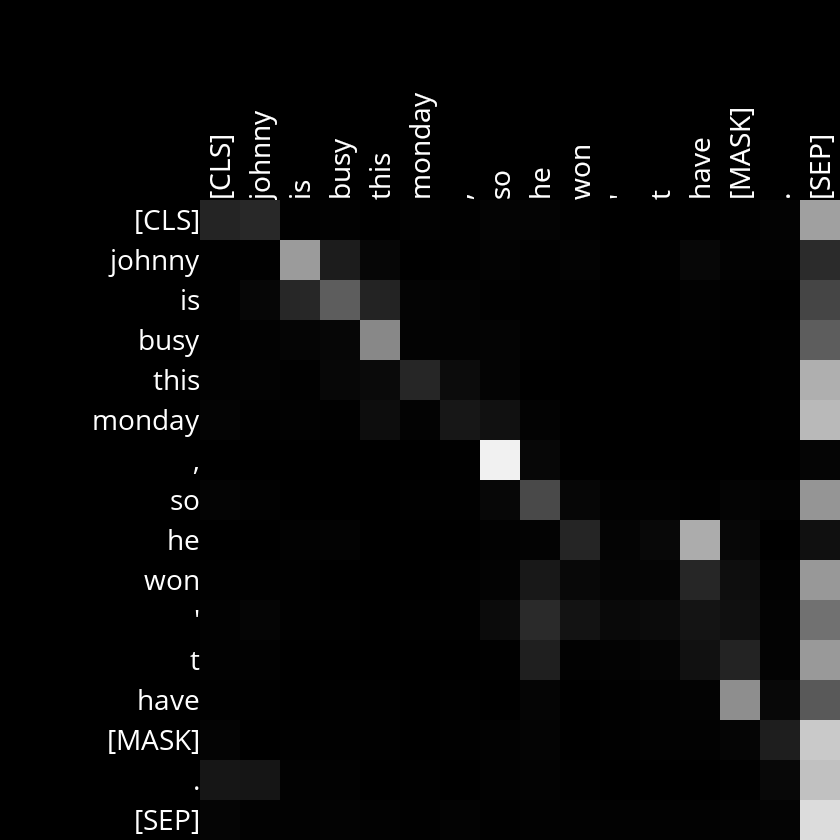 [CLS] johnny is busy this monday , so he won ' t have [MASK] . [SEP]
[CLS]
johnny
is
busy
this
monday
,
so
he
won
'
t
have
[MASK]
.
[SEP]